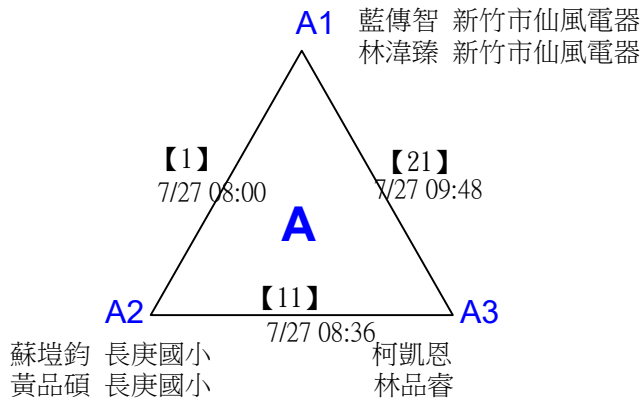 A1
藍傳智 新竹市仙風電器
林湋臻 新竹市仙風電器
【1】
7/27 08:00
【21】
7/27 09:48
A
【11】
7/27 08:36
A2
A3
蘇塏鈞 長庚國小
黃品碩 長庚國小
柯凱恩
林品睿